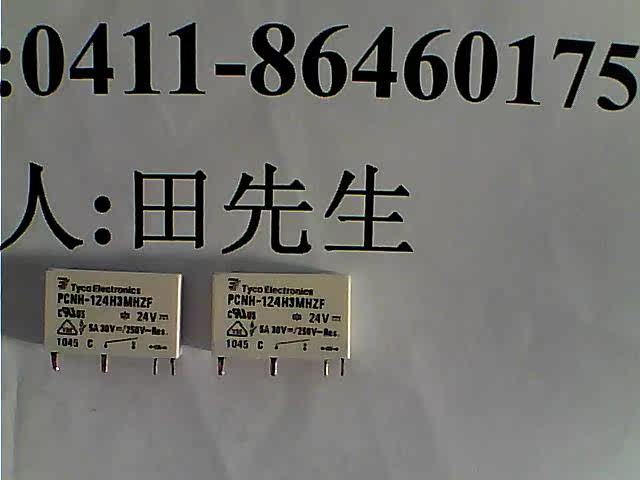 :0411-86460175
人:田先生
Tyco Electronics
PCNH-124H3MHZF
24V
5A 30V=/250V~Res.
1045 C
Tyco Electronics
PCNH-124H3MHZF
24V
5A 30V=/250V~Res.
1045 C